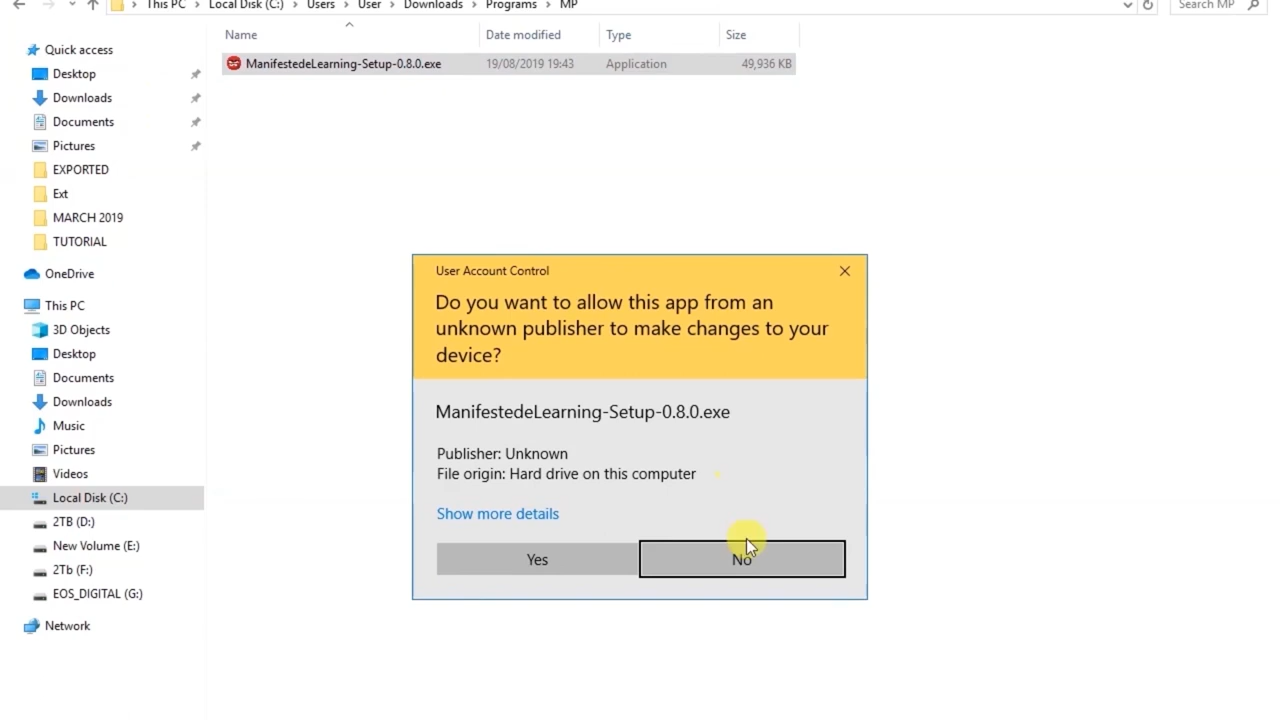 This PC > Local Disk (C:) > Users > User > Downloads > Programs > MP
Search MP
Name
Date modified
Type
Size
ManifestedeLearning-Setup-0.8.0.exe
19/08/2019 19:43
Application
49,936 KB
Quick access
Desktop
Downloads
Documents
Pictures
EXPORTED
Ext
MARCH 2019
TUTORIAL
OneDrive
This PC
3D Objects
Desktop
Documents
Downloads
Music
Pictures
Videos
Local Disk (C:)
2TB (D:)
New Volume (E:)
2Tb (F:)
EOS_DIGITAL (G:)
Network
User Account Control
Do you want to allow this app from an
unknown publisher to make changes to your
device?
ManifestedeLearning-Setup-0.8.0.exe
Publisher: Unknown
File origin: Hard drive on this computer
Show more details
Yes
No